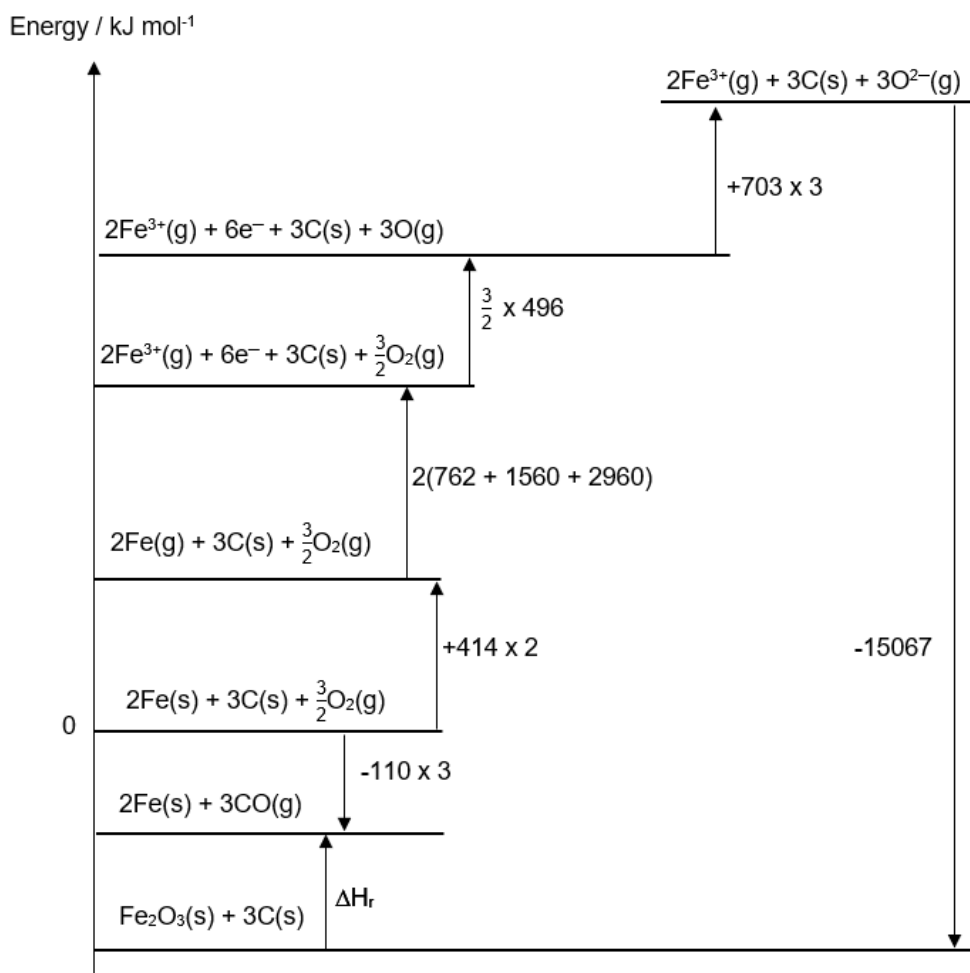 Energy / kJ mol⁻¹
2Fe³⁺(g) + 3C(s) + 3O²⁻(g)
+703 x 3
2Fe³⁺(g) + 6e⁻ + 3C(s) + 3O(g)
3/2 x 496
2Fe³⁺(g) + 6e⁻ + 3C(s) + 3/2O₂(g)
2(762 + 1560 + 2960)
2Fe(g) + 3C(s) + 3/2O₂(g)
+414 x 2
-15067
2Fe(s) + 3C(s) + 3/2O₂(g)
0
-110 x 3
2Fe(s) + 3CO(g)
ΔHᵣ
Fe₂O₃(s) + 3C(s)